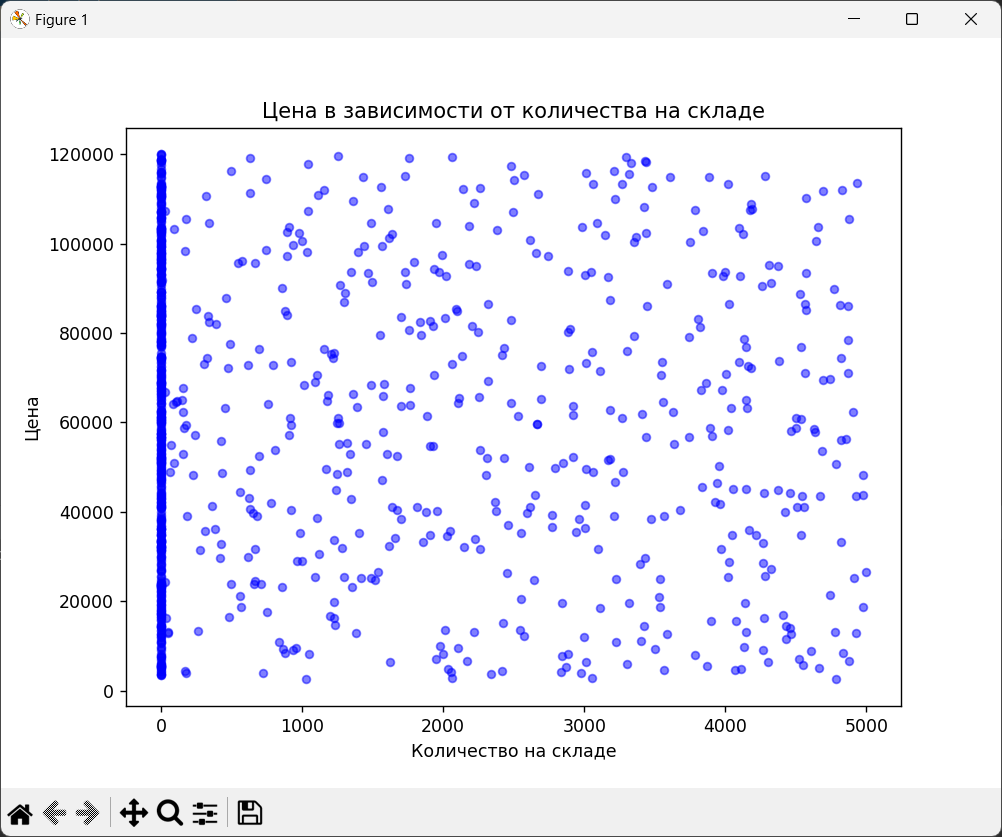 Figure 1
Цена в зависимости от количества на складе
120000
100000
80000
60000
40000
20000
0
Цена
0 1000 2000 3000 4000 5000
Количество на складе